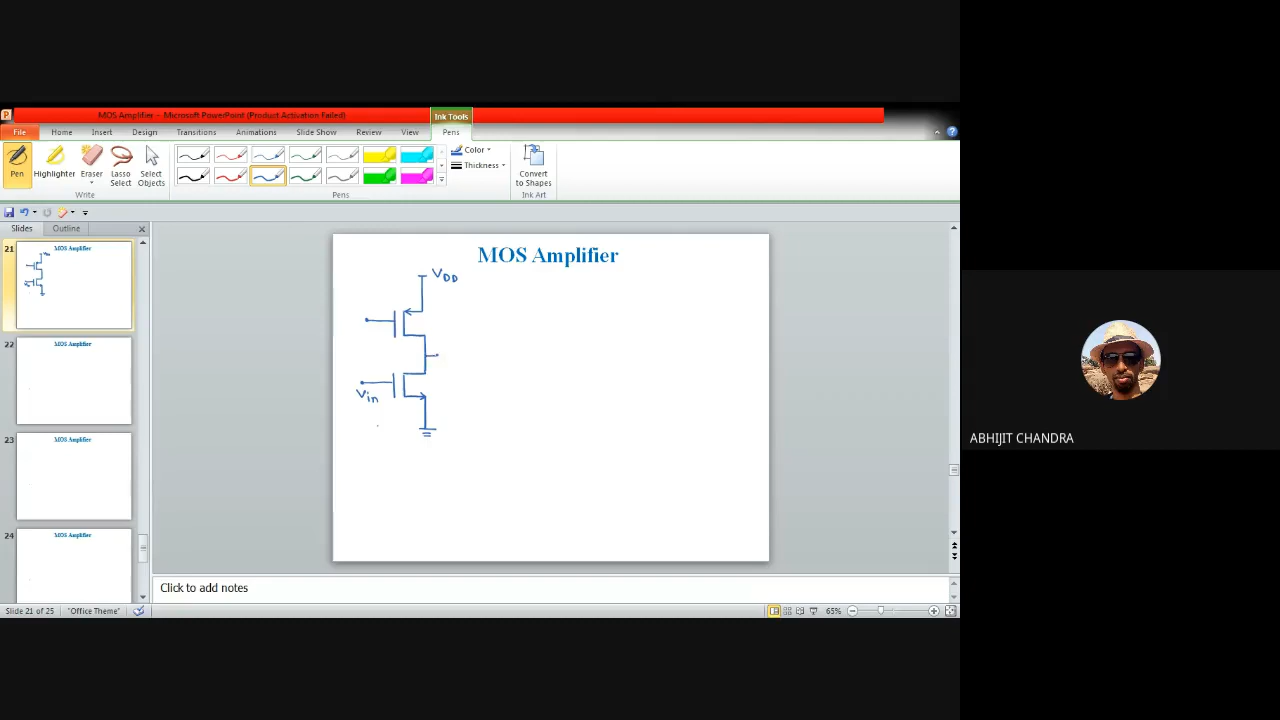 MOS Amplifier - Microsoft PowerPoint (Product Activation Failed)
Ink Tools
File Home Insert Design Transitions Animations Slide Show Review View Pens
Pen Highlighter Eraser Lasso Select Select Objects
Color
Thickness
Convert to Shapes
Write Pens Ink Art
Slides Outline
21 MOS Amplifier
22 MOS Amplifier
23 MOS Amplifier
24 MOS Amplifier
MOS Amplifier
VDD
Vin
Click to add notes
Slide 21 of 25 "Office Theme" 65%
ABHIJIT CHANDRA